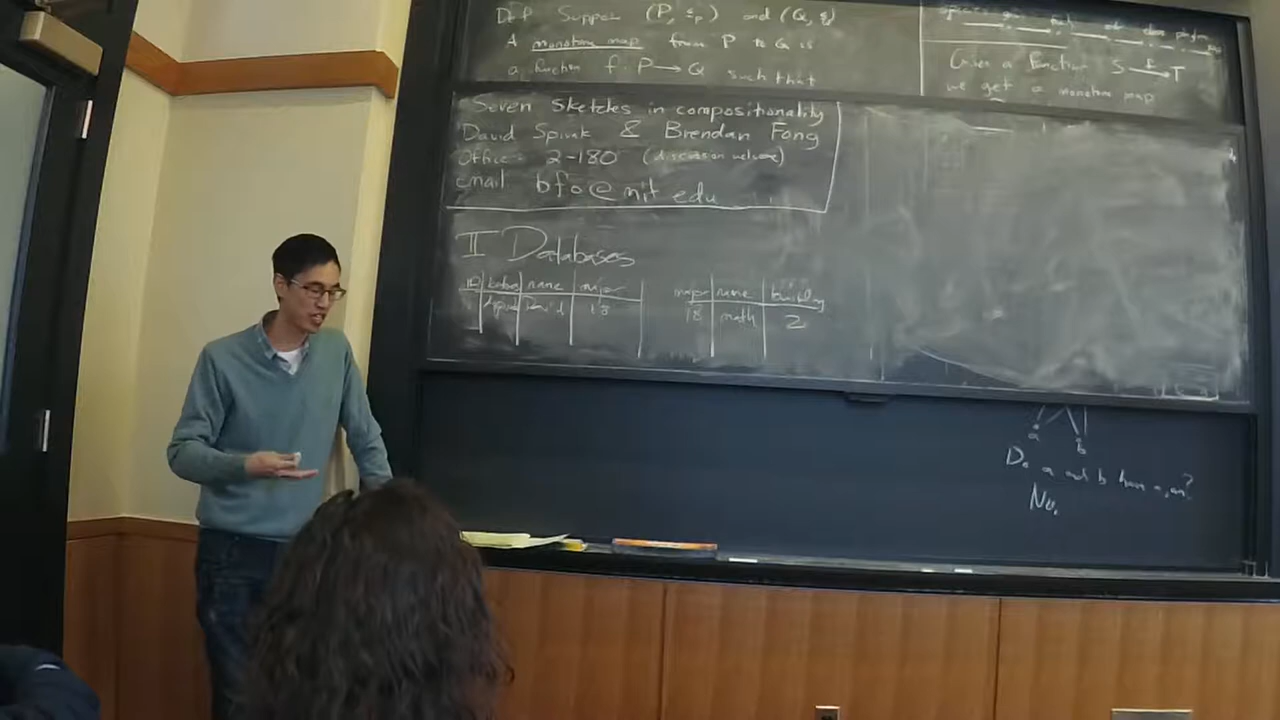 Def Suppose (P, ≤p) and (Q, ≤)
A monotone map from P to Q is
a function f: P → Q such that
Given a function S →f T
we get a monotone map
Seven Sketches in compositionality
David Spivak & Brendan Fong
Office 2-180 (discussion welcome)
email bfo@mit.edu
II Databases
ID name major
David 18
major name building
18 math 2
a b
Do a and b have a join?
No.